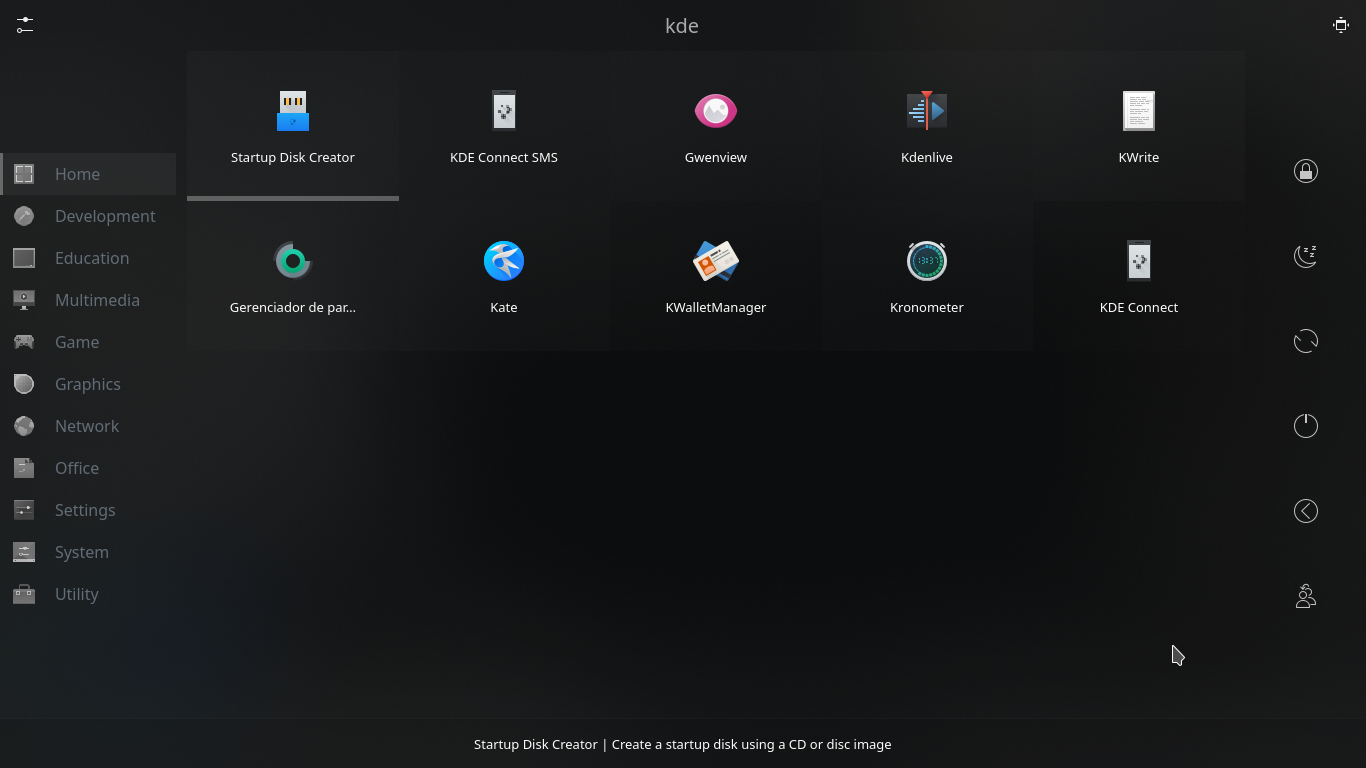 kde
Startup Disk Creator
KDE Connect SMS
Gwenview
Kdenlive
KWrite
Gerenciador de par...
Kate
KWalletManager
Kronometer
13:37
KDE Connect
Home
Development
Education
Multimedia
Game
Graphics
Network
Office
Settings
System
Utility
Startup Disk Creator | Create a startup disk using a CD or disc image